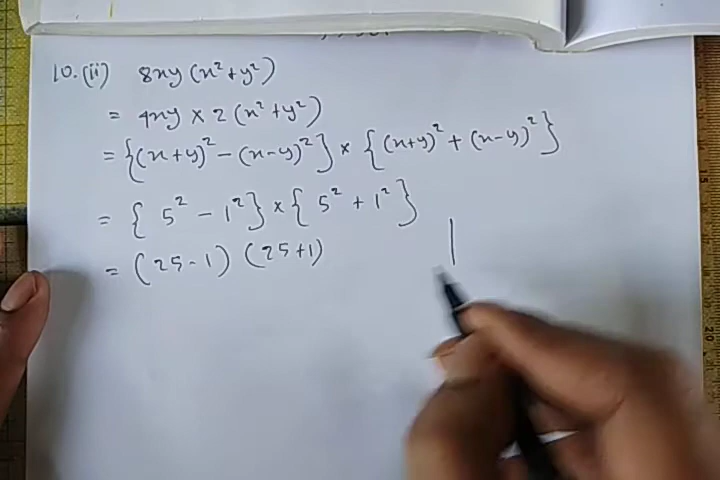 10. (ii) 8xy (x² + y²)
= 4xy × 2 (x² + y²)
= {(x+y)² - (x-y)²} × {(x+y)² + (x-y)²}
= { 5² - 1² } × { 5² + 1² }
= (25-1) (25+1)